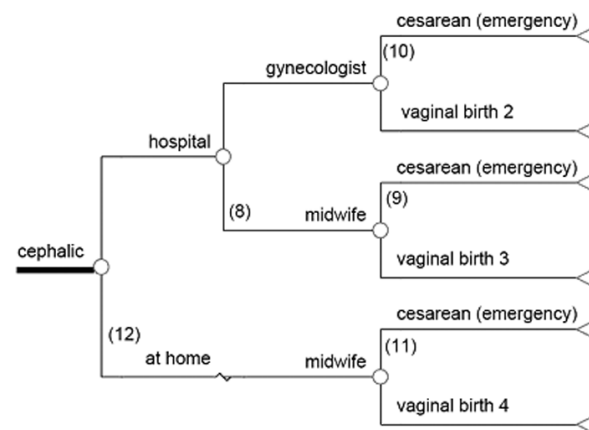 cesarean (emergency)
(10)
gynecologist
vaginal birth 2
hospital
cesarean (emergency)
(9)
(8)
midwife
vaginal birth 3
cephalic
cesarean (emergency)
(12)
(11)
at home
midwife
vaginal birth 4